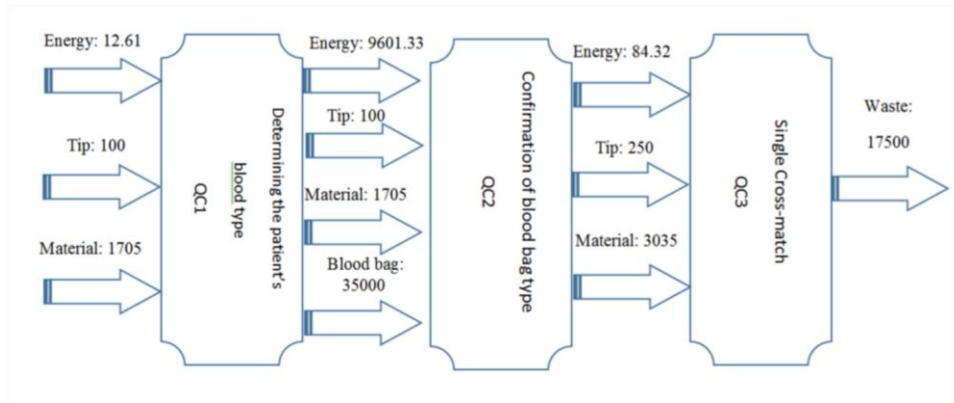 Energy: 12.61
Tip: 100
Material: 1705
Determining the patient's
blood type
QC1
Energy: 9601.33
Tip: 100
Material: 1705
Blood bag:
35000
Confirmation of blood bag type
QC2
Energy: 84.32
Tip: 250
Material: 3035
Single Cross-match
QC3
Waste:
17500